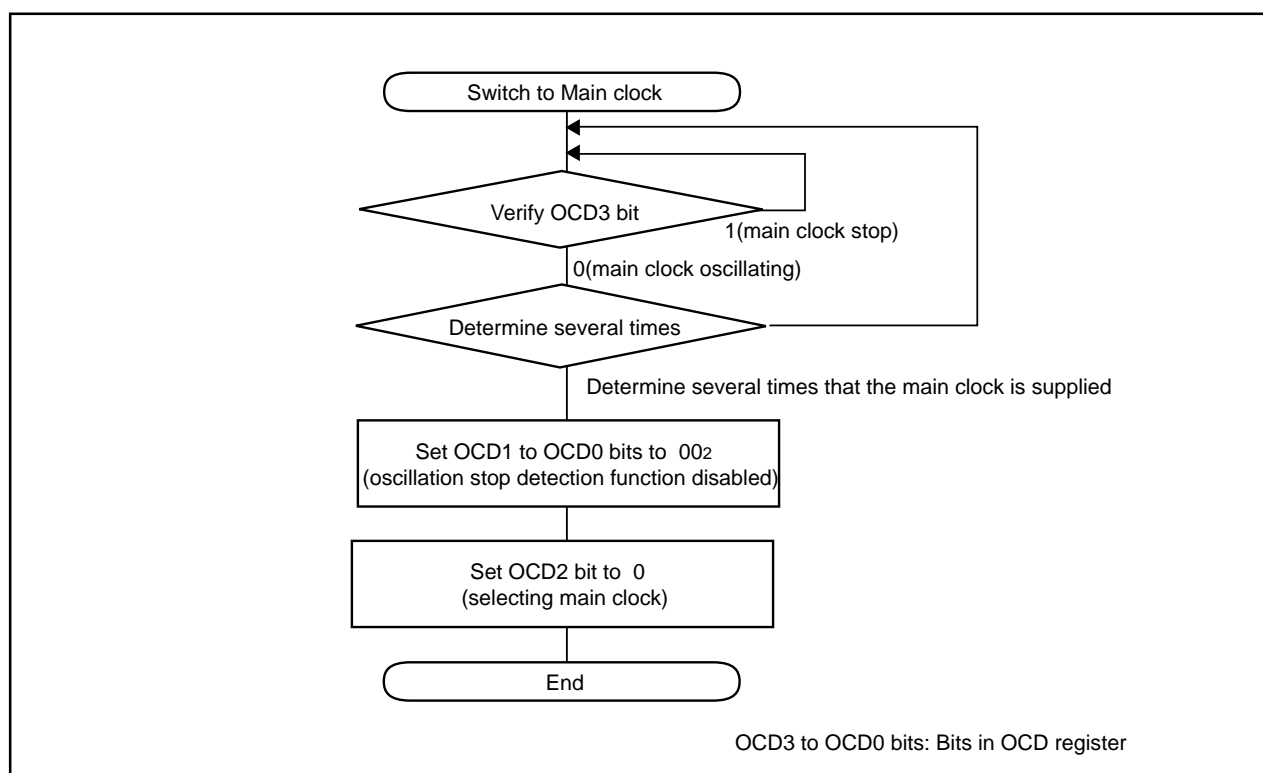 Switch to Main clock
Verify OCD3 bit
1(main clock stop)
0(main clock oscillating)
Determine several times
Determine several times that the main clock is supplied
Set OCD1 to OCD0 bits to 002
(oscillation stop detection function disabled)
Set OCD2 bit to 0
(selecting main clock)
End
OCD3 to OCD0 bits: Bits in OCD register